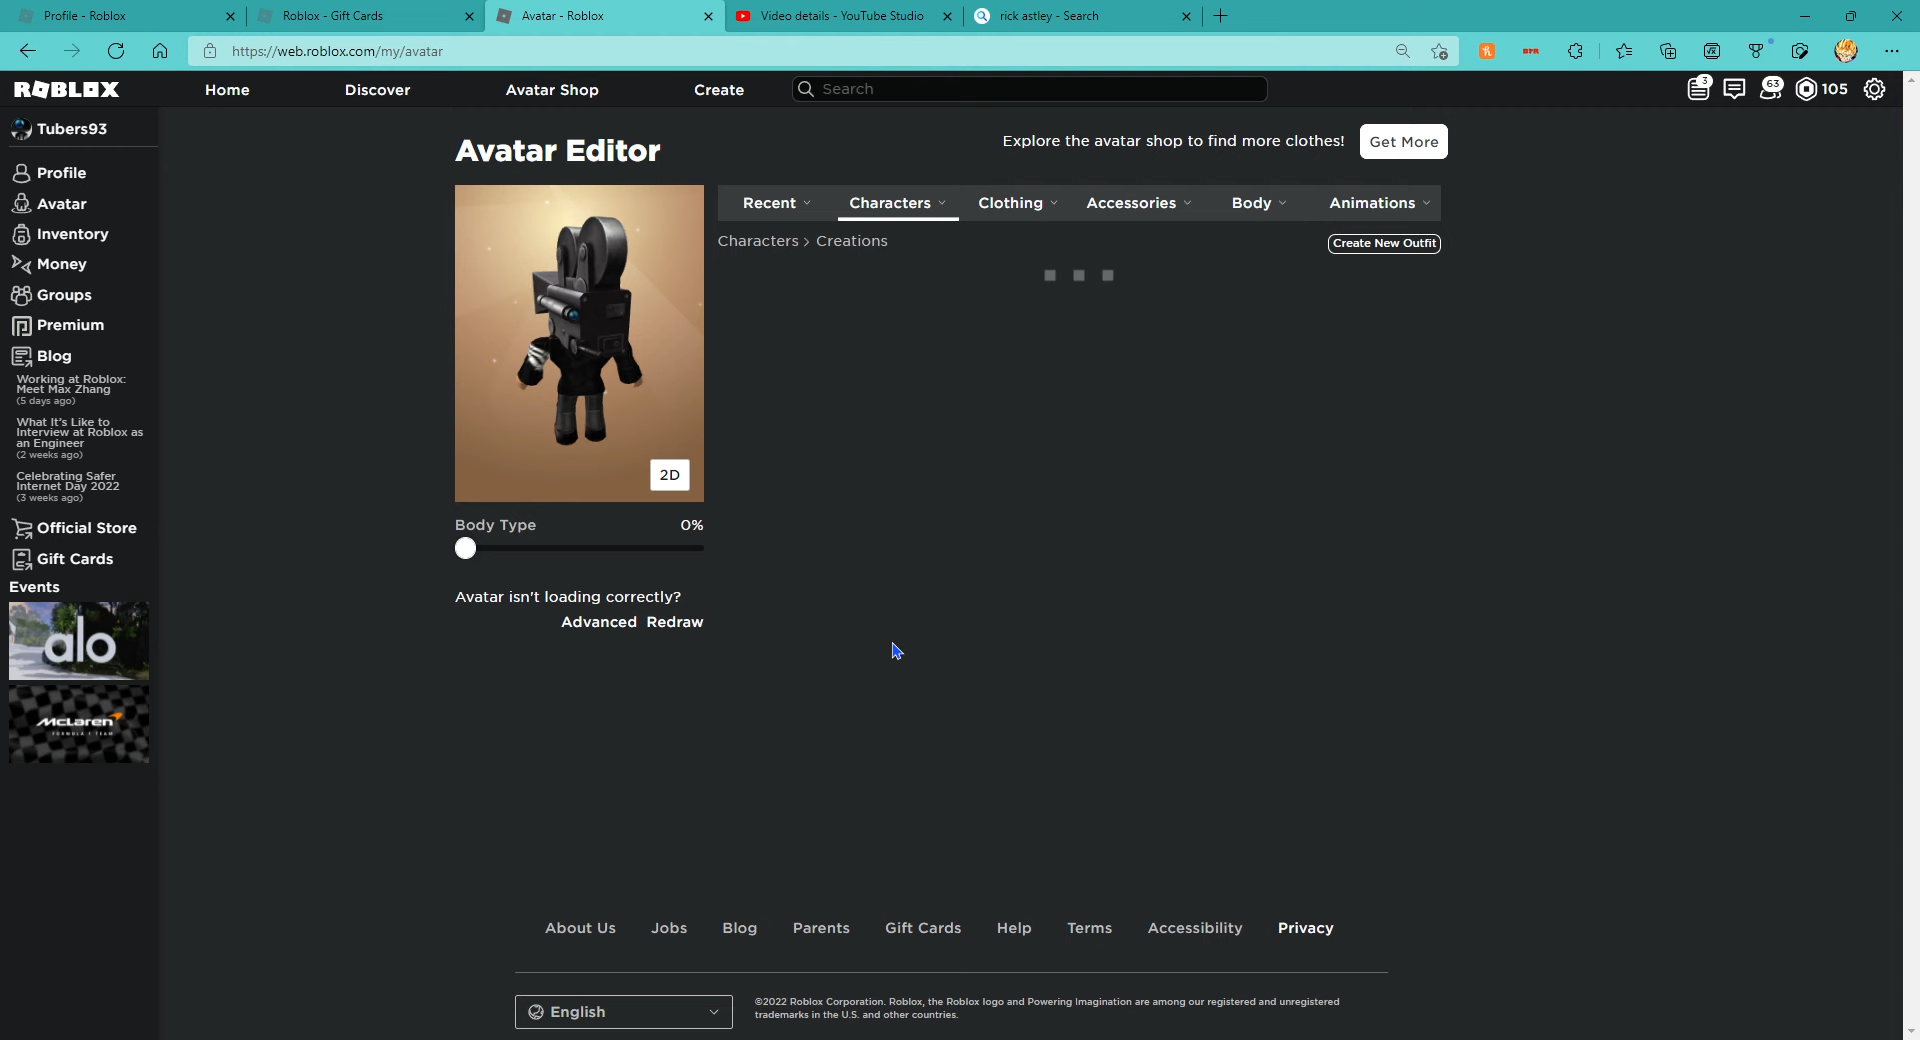 Profile - Roblox
Roblox - Gift Cards
Avatar - Roblox
Video details - YouTube Studio
rick astley - Search
https://web.roblox.com/my/avatar
ROBLOX
Home
Discover
Avatar Shop
Create
Search
3
63
105
Tubers93
Profile
Avatar
Inventory
Money
Groups
Premium
Blog
Working at Roblox:
Meet Max Zhang
(5 days ago)
What It's Like to
Interview at Roblox as
an Engineer
(2 weeks ago)
Celebrating Safer
Internet Day 2022
(3 weeks ago)
Official Store
Gift Cards
Events
alo
McLaren
FORMULA 1 TEAM
Avatar Editor
Explore the avatar shop to find more clothes!
Get More
Recent
Characters
Clothing
Accessories
Body
Animations
Characters > Creations
Create New Outfit
2D
Body Type 0%
Avatar isn't loading correctly?
Advanced Redraw
About Us
Jobs
Blog
Parents
Gift Cards
Help
Terms
Accessibility
Privacy
English
©2022 Roblox Corporation. Roblox, the Roblox logo and Powering Imagination are among our registered and unregistered
trademarks in the U.S. and other countries.